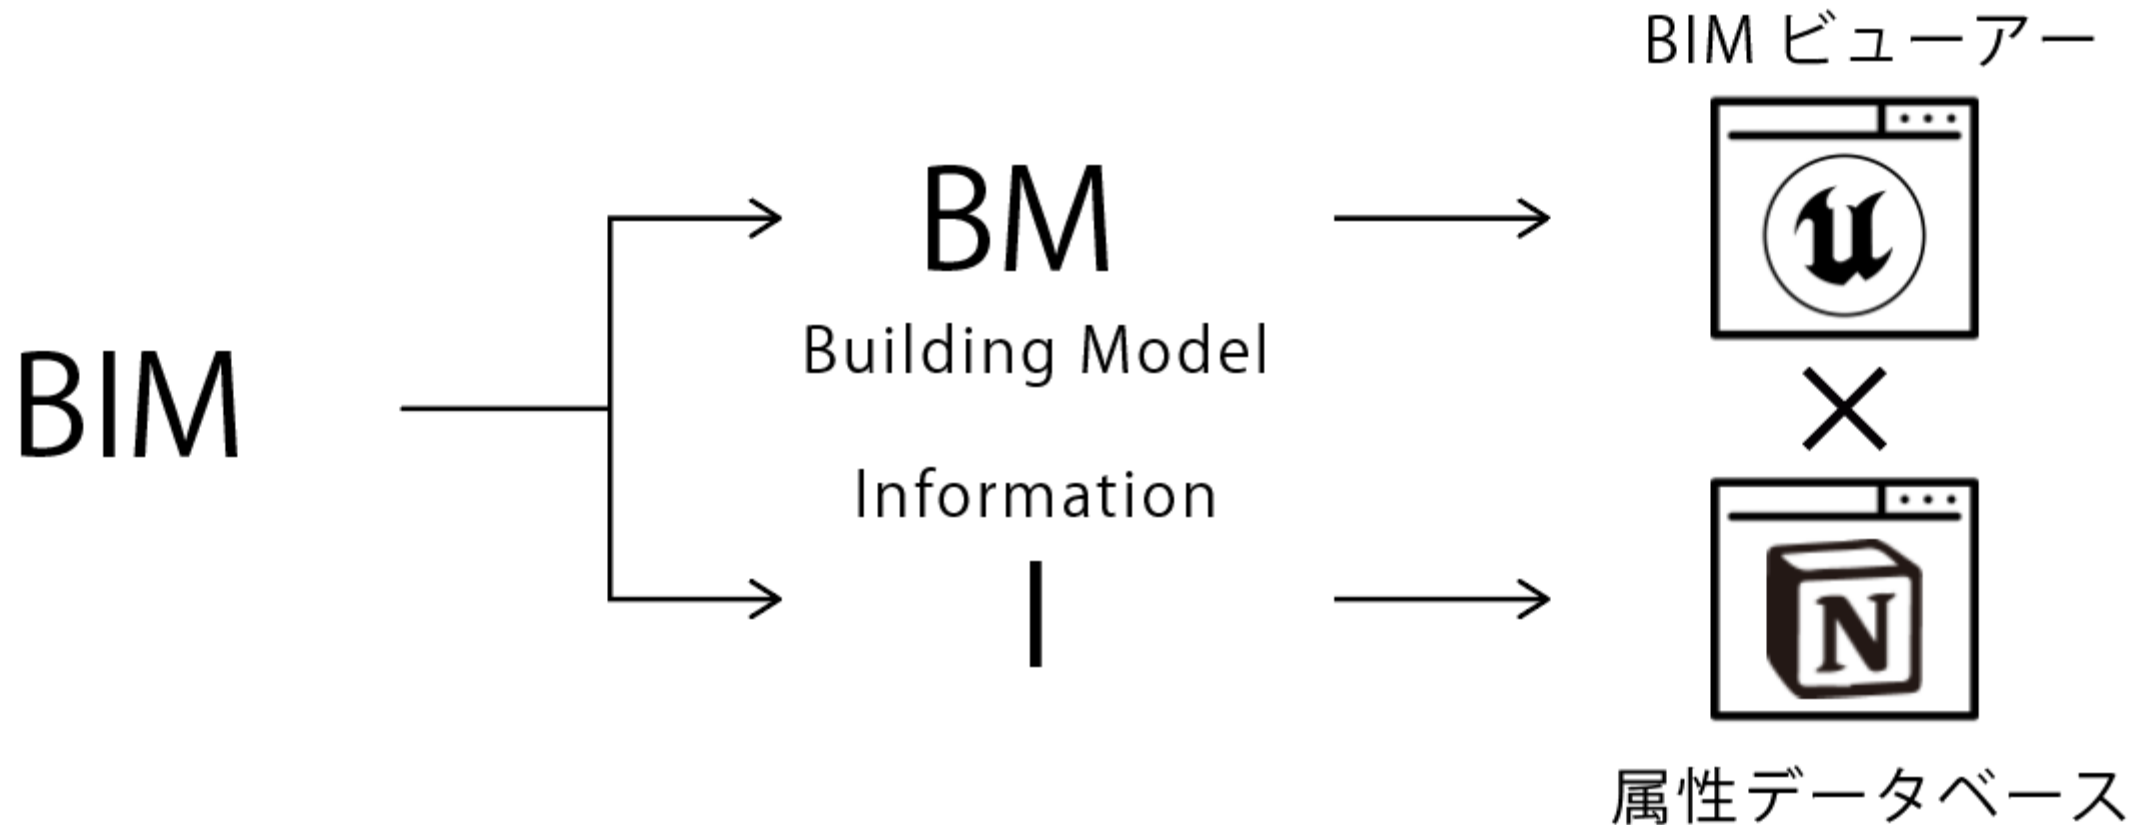 BIM
BM
Building Model
Information
I
BIM ビューアー
u
×
N
属性データベース